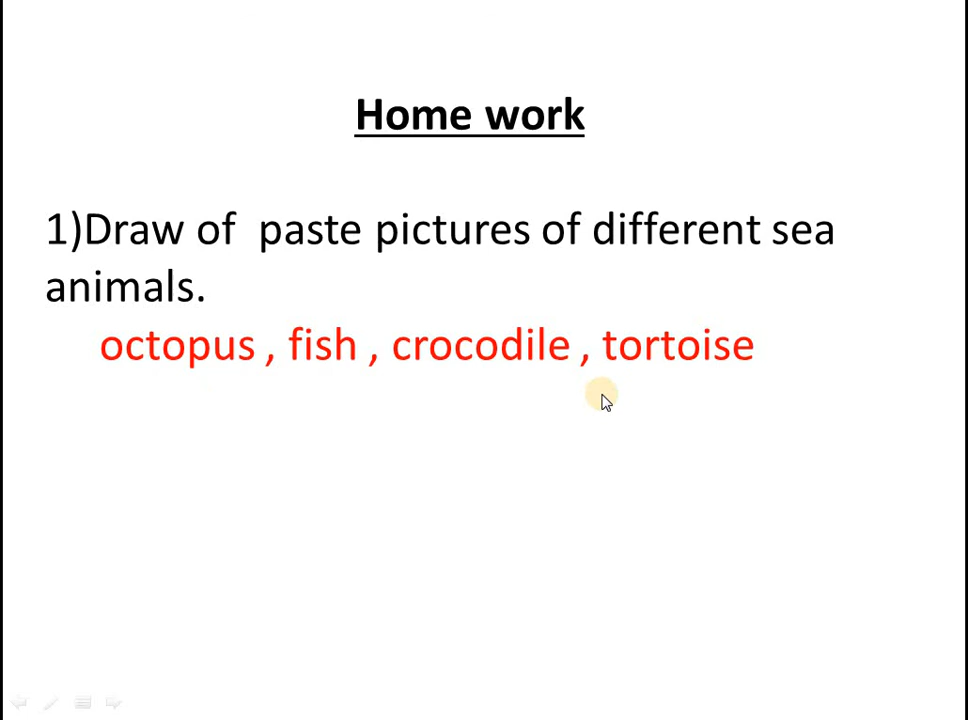 Home work
1)Draw of  paste pictures of different sea
animals.
octopus , fish , crocodile , tortoise